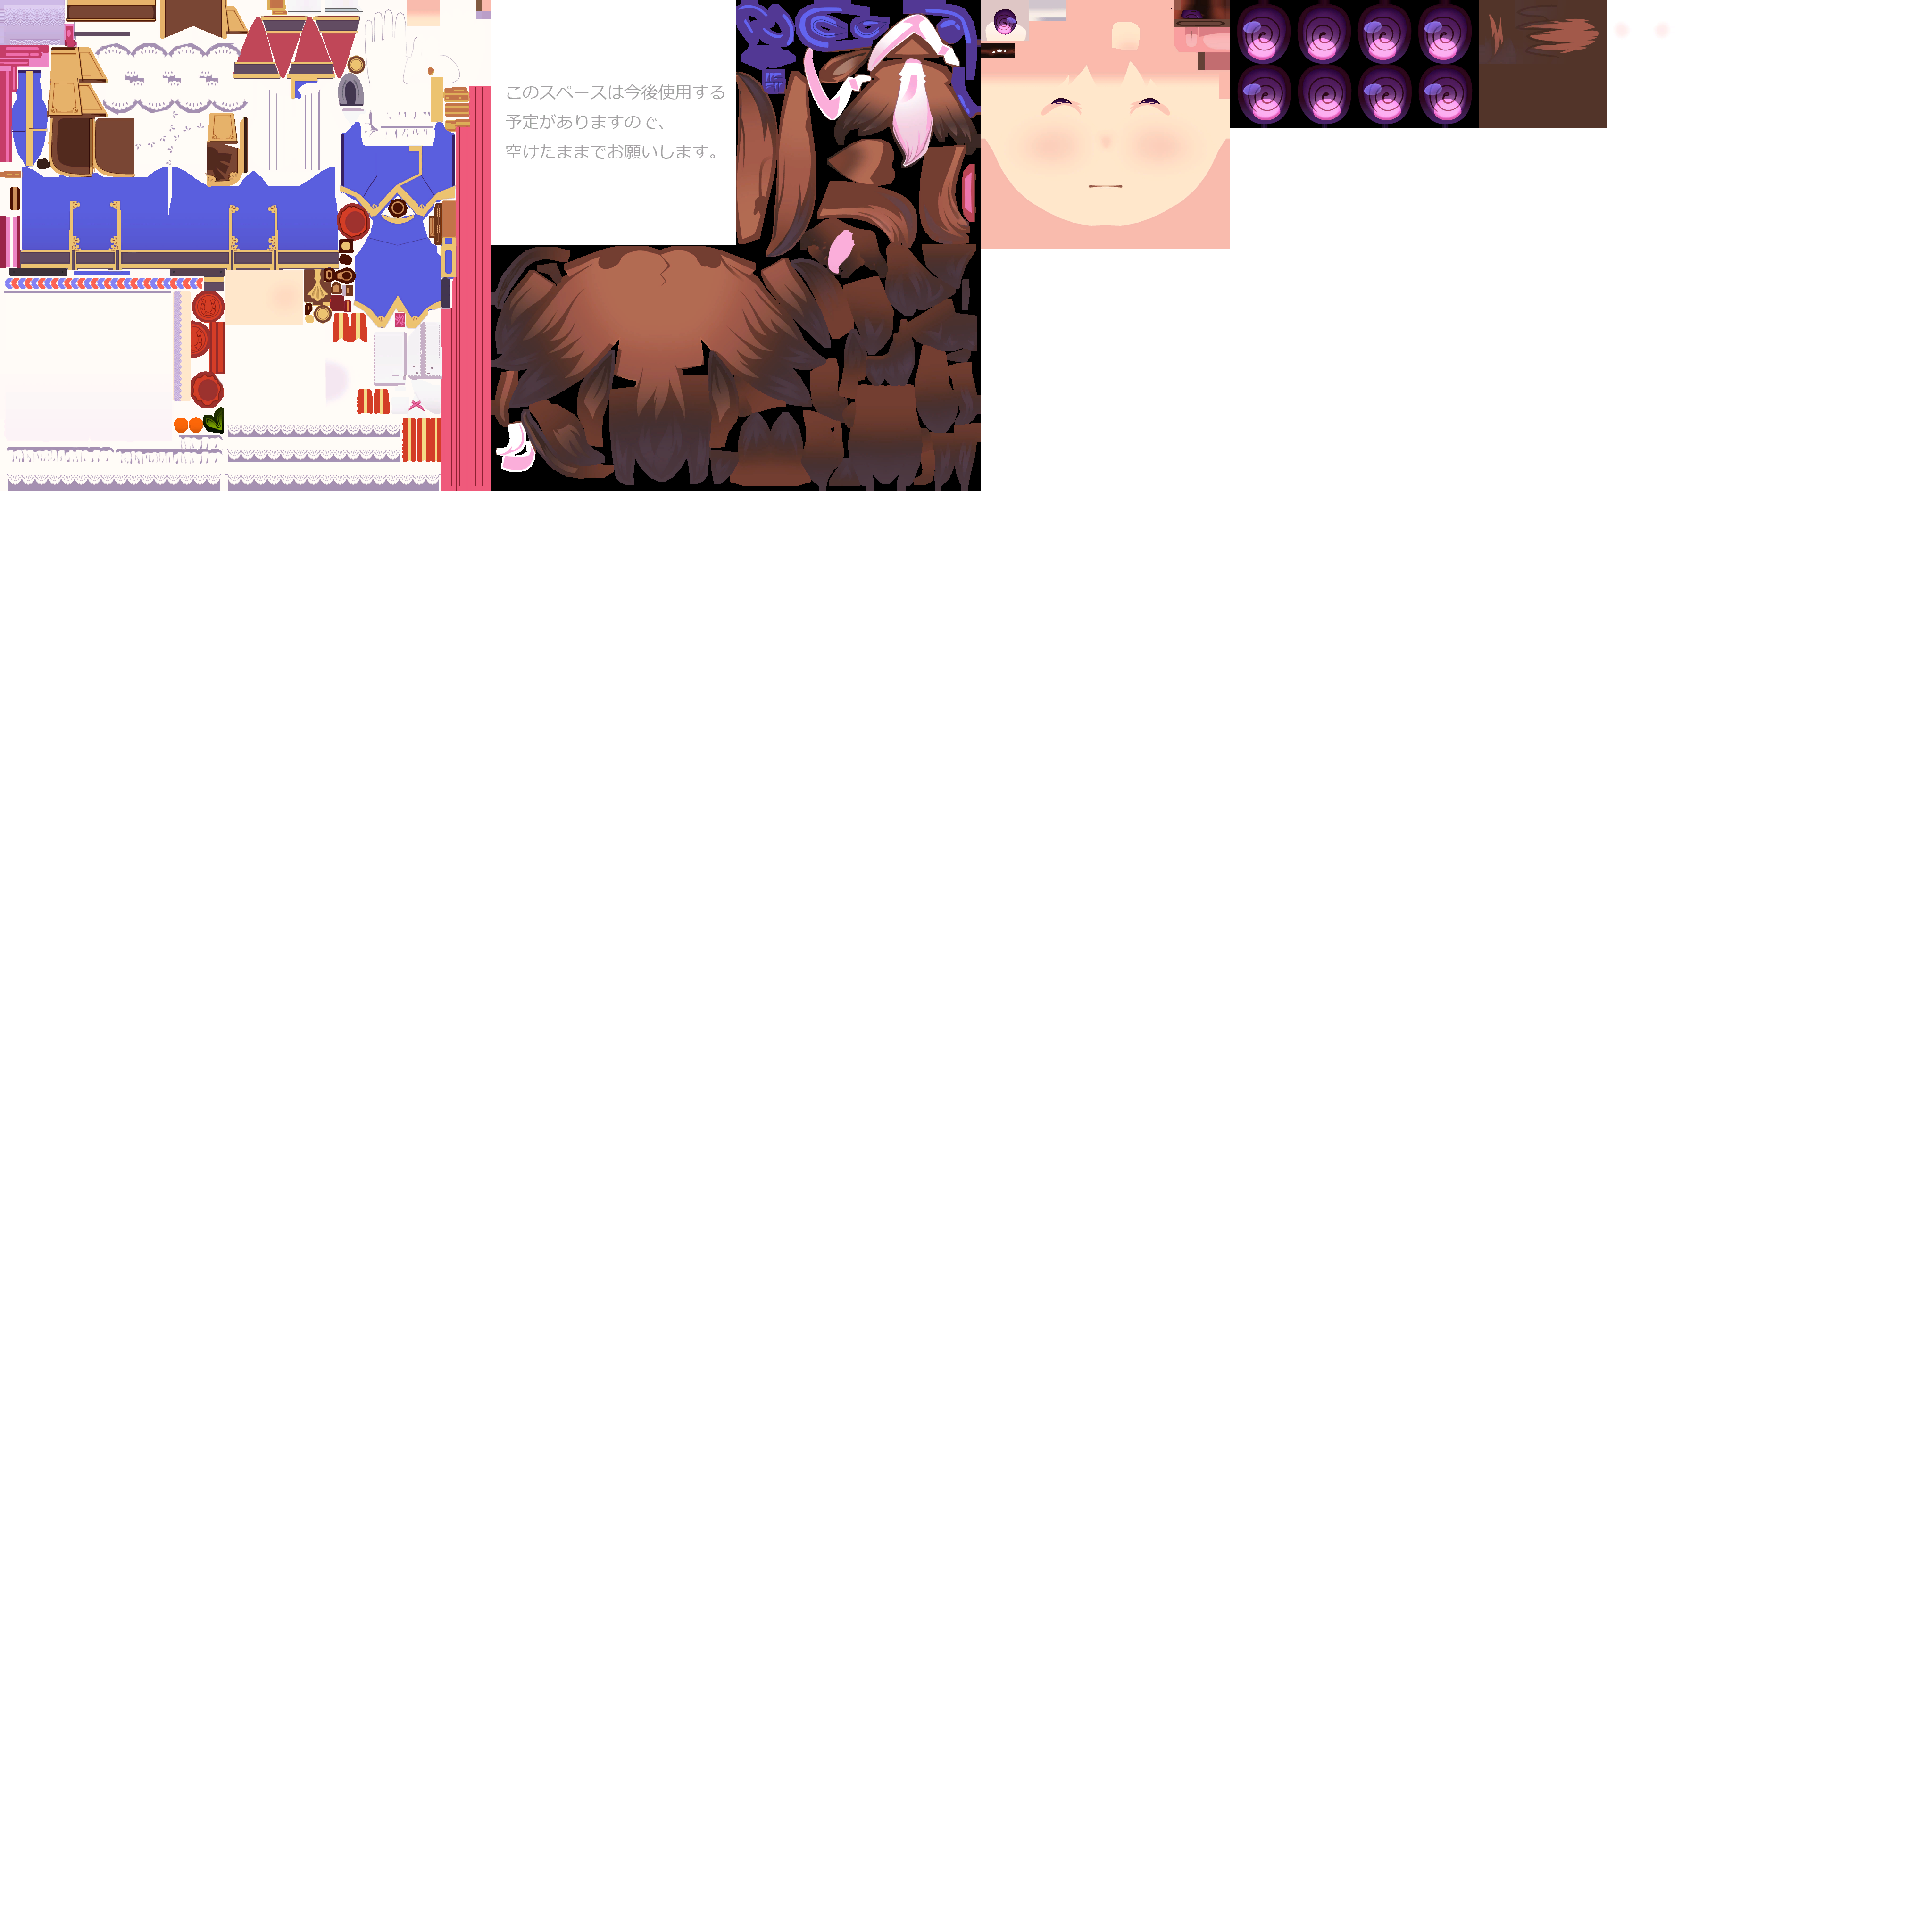 このスペースは今後使用する
予定がありますので、
空けたままでお願いします。